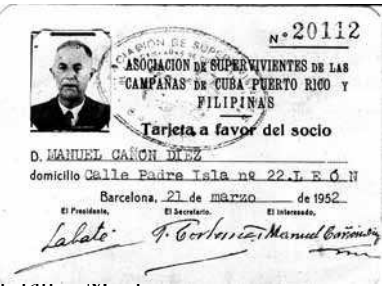 Nº 20112
ASOCIACION DE SUPERVIVIENTES DE LAS
CAMPAÑAS DE CUBA PUERTO RICO Y
FILIPINAS
Tarjeta a favor del socio
D. MANUEL CAÑON DIEZ
domicilio Calle Padre Isla nº 22.L E Ó N
Barcelona, 21 de marzo de 1952
El Presidente, El Secretario. El interesado,
Labaté Manuel Cañon